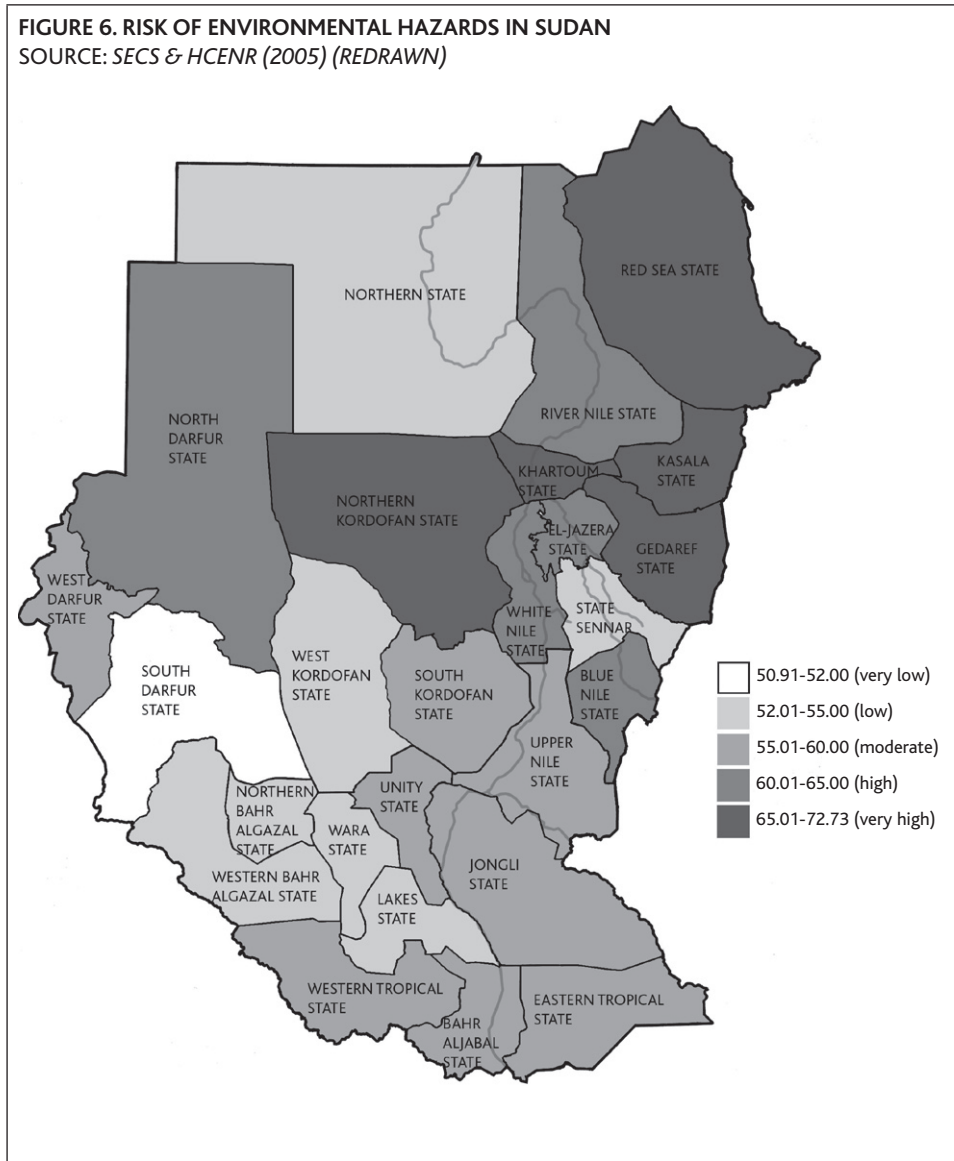 FIGURE 6. RISK OF ENVIRONMENTAL HAZARDS IN SUDAN
SOURCE: SECS & HCENR (2005) (REDRAWN)
RED SEA STATE
NORTHERN STATE
RIVER NILE STATE
NORTH
DARFUR
STATE
KASALA
STATE
KHARTOUM
STATE
NORTHERN
KORDOFAN STATE
EL-JAZERA
STATE
GEDAREF
STATE
WEST
DARFUR
STATE
WHITE
NILE
STATE
STATE
SENNAR
SOUTH
DARFUR
STATE
WEST
KORDOFAN
STATE
SOUTH
KORDOFAN
STATE
BLUE
NILE
STATE
UPPER
NILE
STATE
NORTHERN
BAHR
ALGAZAL
STATE
UNITY
STATE
WARA
STATE
WESTERN BAHR
ALGAZAL STATE
JONGLI
STATE
LAKES
STATE
WESTERN TROPICAL
STATE
EASTERN TROPICAL
STATE
BAHR
ALJABAL
STATE
50.91-52.00 (very low)
52.01-55.00 (low)
55.01-60.00 (moderate)
60.01-65.00 (high)
65.01-72.73 (very high)